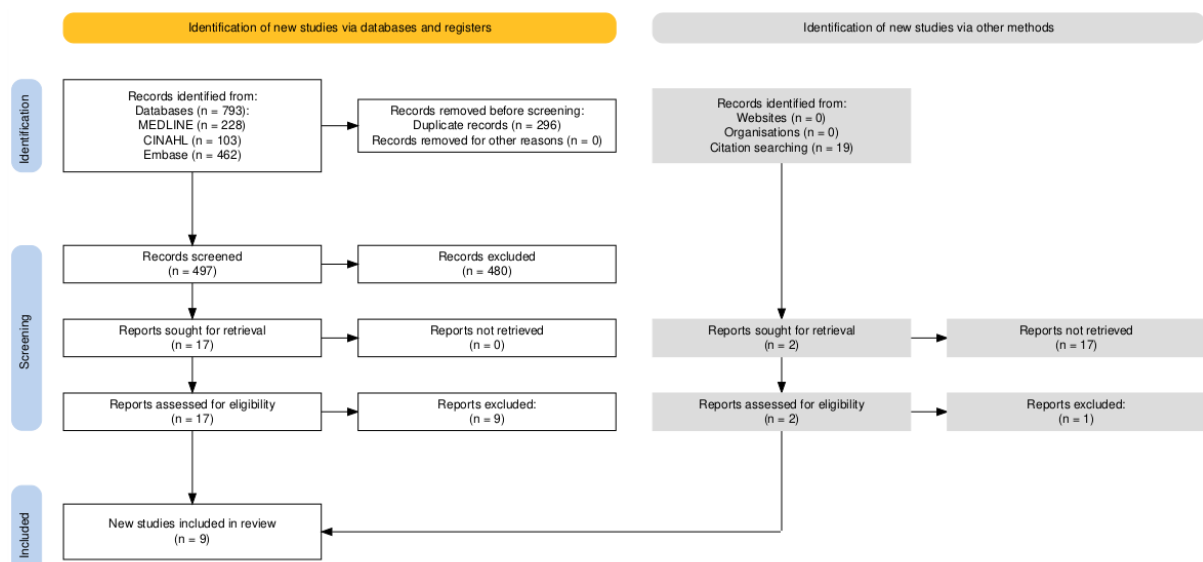 Identification of new studies via databases and registers
Identification of new studies via other methods
Identification
Records identified from:
Databases (n = 793):
MEDLINE (n = 228)
CINAHL (n = 103)
Embase (n = 462)
Records removed before screening:
Duplicate records (n = 296)
Records removed for other reasons (n = 0)
Records identified from:
Websites (n = 0)
Organisations (n = 0)
Citation searching (n = 19)
Screening
Records screened
(n = 497)
Records excluded
(n = 480)
Reports sought for retrieval
(n = 17)
Reports not retrieved
(n = 0)
Reports sought for retrieval
(n = 2)
Reports not retrieved
(n = 17)
Reports assessed for eligibility
(n = 17)
Reports excluded:
(n = 9)
Reports assessed for eligibility
(n = 2)
Reports excluded:
(n = 1)
Included
New studies included in review
(n = 9)